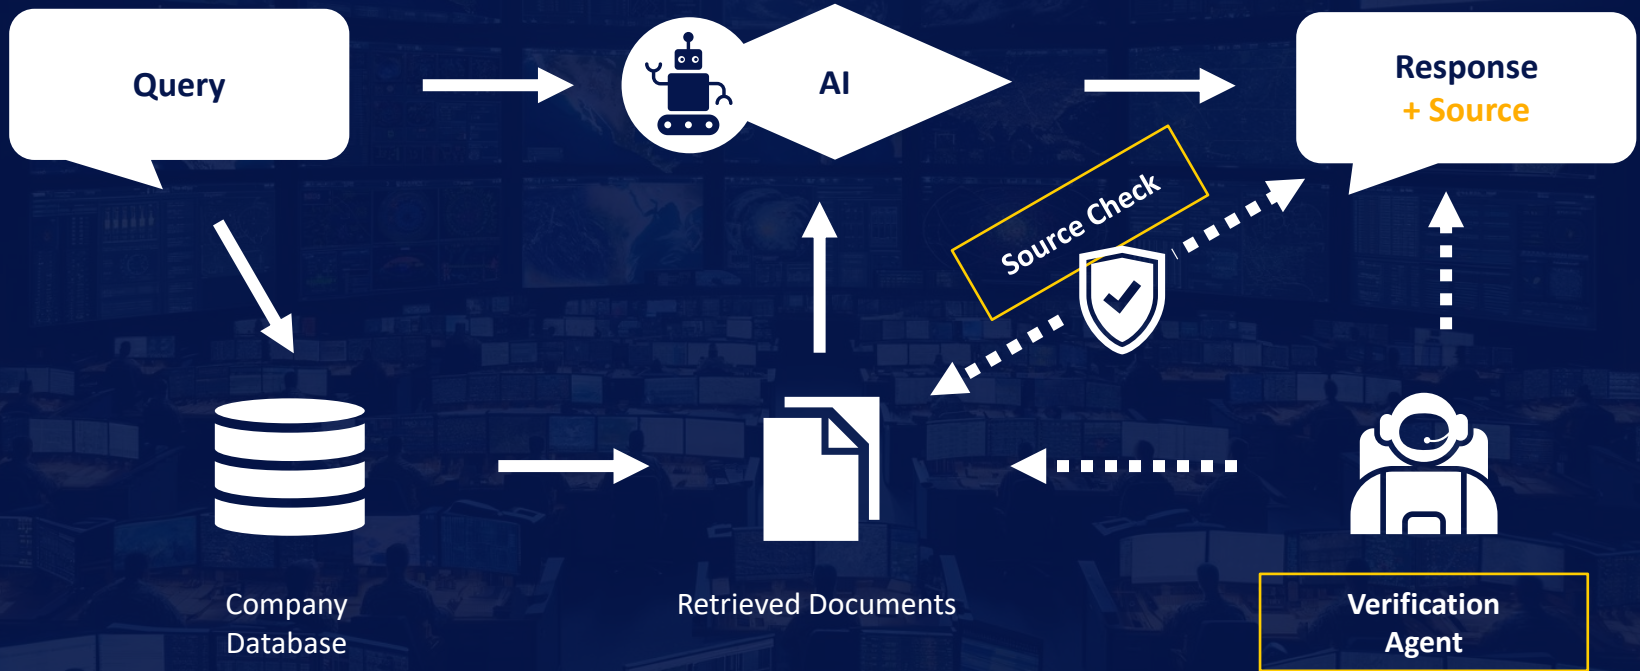 Query
AI
Response
+ Source
Source Check
Company
Database
Retrieved Documents
Verification
Agent